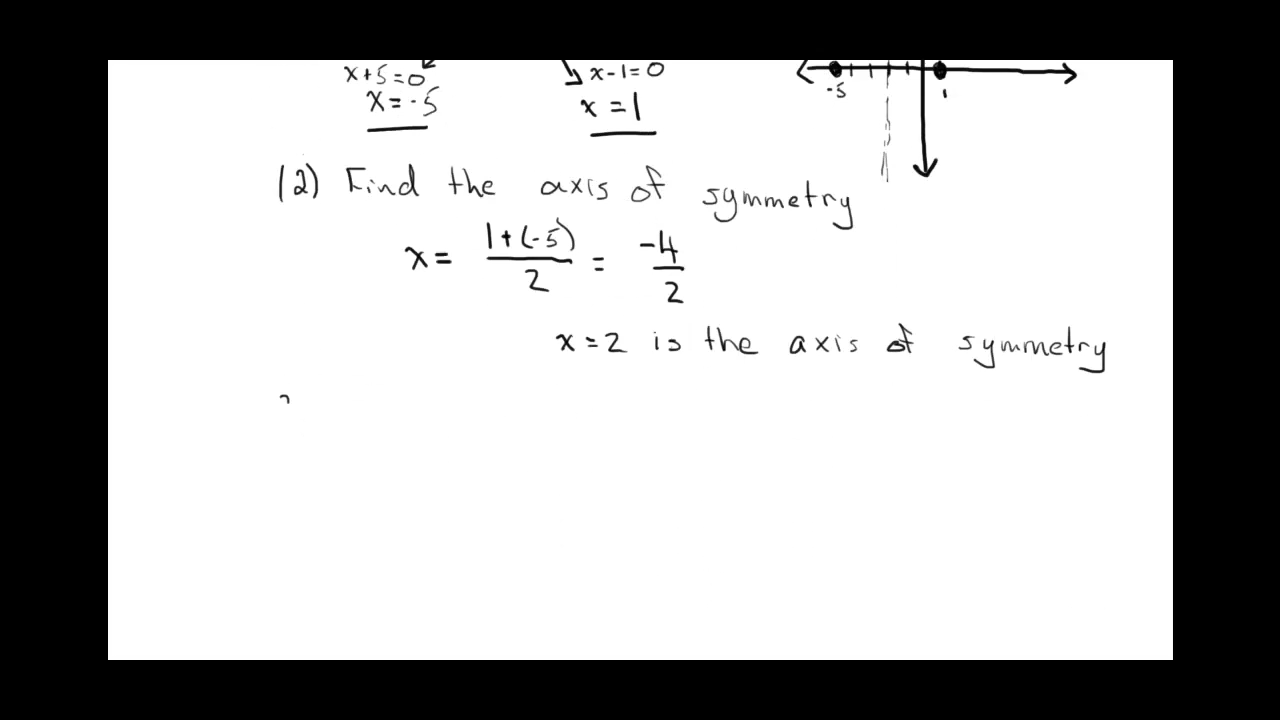 x+5=0 x-1=0
x=-5 x=1
-5 1
(2) Find the axis of symmetry
x= 1+(-5)/2 = -4/2
x=2 is the axis of symmetry